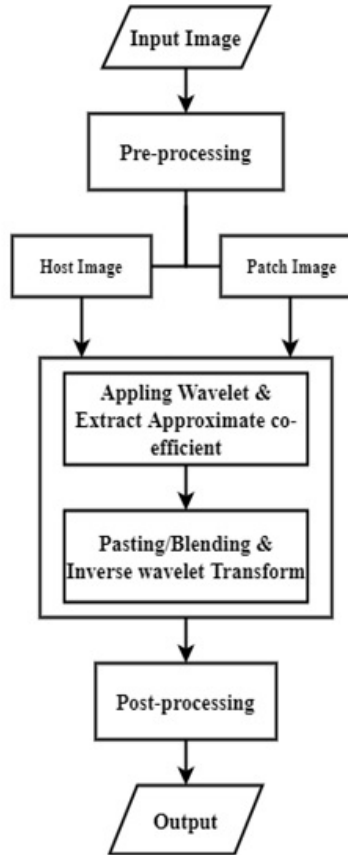 Input Image
Pre-processing
Host Image
Patch Image
Appling Wavelet &
Extract Approximate co-
efficient
Pasting/Blending &
Inverse wavelet Transform
Post-processing
Output